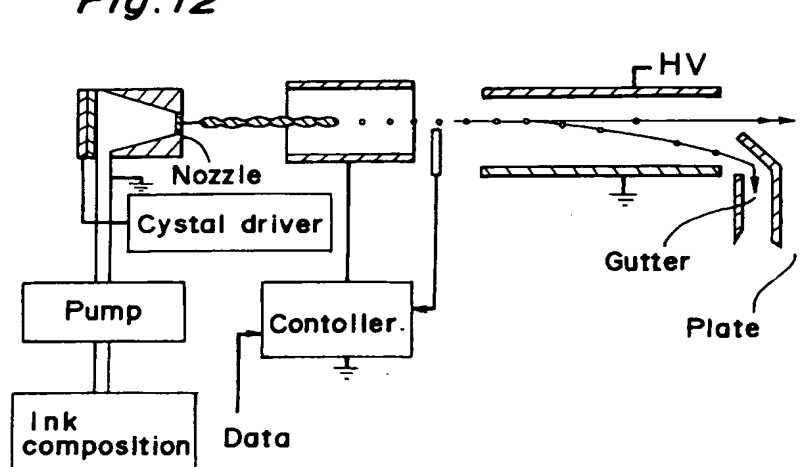 Fig. 12
HV
Nozzle
Cystal driver
Gutter
Pump
Contoller.
Plate
Ink
composition
Data